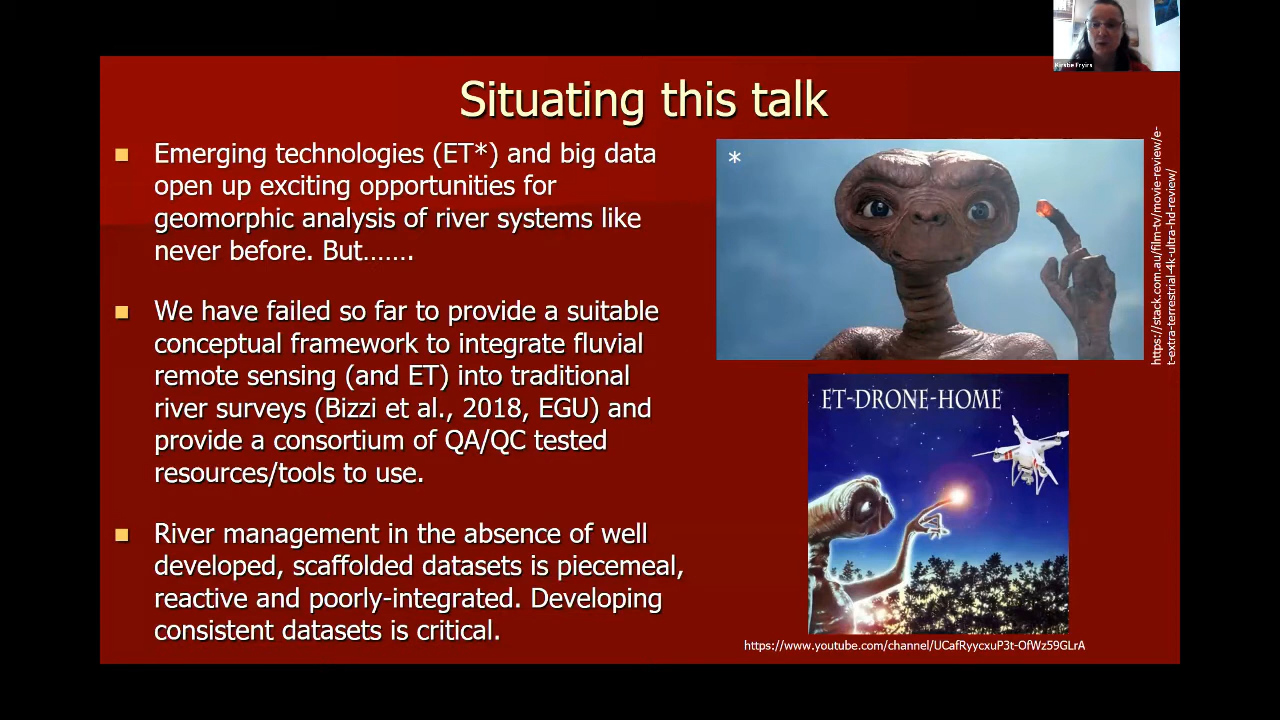 Kirstie Fryirs
Situating this talk
Emerging technologies (ET*) and big data
open up exciting opportunities for
geomorphic analysis of river systems like
never before. But.......
We have failed so far to provide a suitable
conceptual framework to integrate fluvial
remote sensing (and ET) into traditional
river surveys (Bizzi et al., 2018, EGU) and
provide a consortium of QA/QC tested
resources/tools to use.
River management in the absence of well
developed, scaffolded datasets is piecemeal,
reactive and poorly-integrated. Developing
consistent datasets is critical.
*
https://stack.com.au/film-tv/movie-review/e-
t-extra-terrestrial-4k-ultra-hd-review/
ET-DRONE-HOME
https://www.youtube.com/channel/UCafRyycxuP3t-OfWz59GLrA